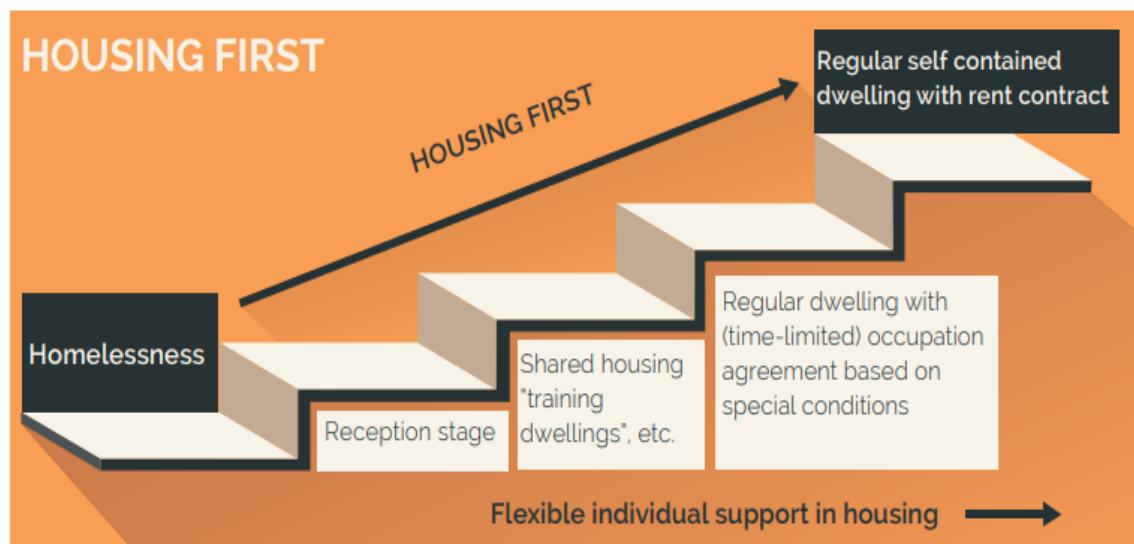 HOUSING FIRST
Regular self contained
dwelling with rent contract
HOUSING FIRST
Homelessness
Reception stage
Shared housing
"training
dwellings", etc.
Regular dwelling with
(time-limited) occupation
agreement based on
special conditions
Flexible individual support in housing